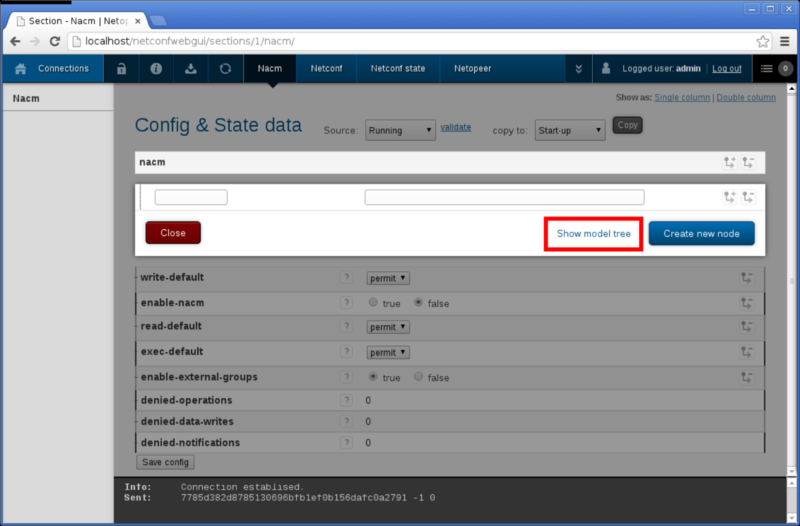 Section - Nacm | Netop
localhost/netconfwebgui/sections/1/nacm/
Connections Nacm Netconf Netconf state Netopeer Logged user: admin | Log out 0
Nacm
Show as: Single column | Double column
Config & State data Source: Running validate copy to: Start-up Copy
nacm
Close Show model tree Create new node
write-default ? permit
enable-nacm ? true false
read-default ? permit
exec-default ? permit
enable-external-groups ? true false
denied-operations ? 0
denied-data-writes ? 0
denied-notifications ? 0
Save config
Info: Connection establised.
Sent: 7785d382d8785130696bfb1ef0b156dafc0a2791 -1 0